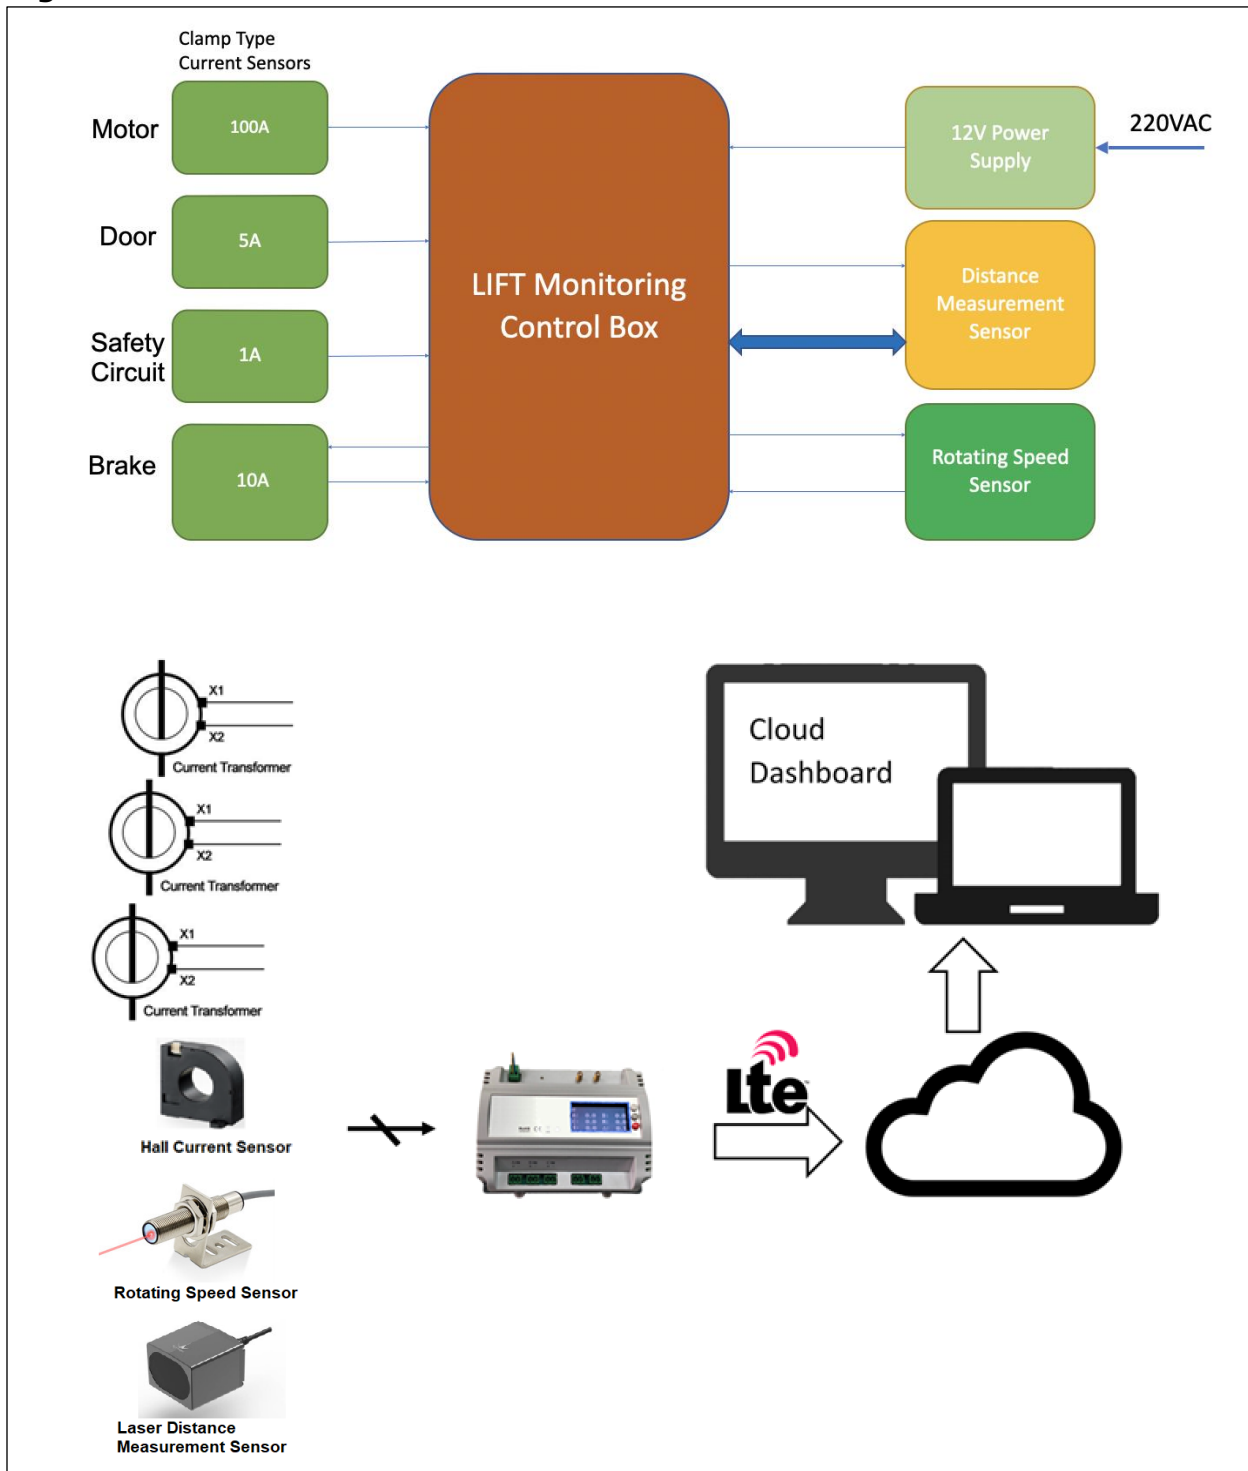 Clamp Type
Current Sensors
Motor
100A
Door
5A
Safety
Circuit
1A
Brake
10A
LIFT Monitoring
Control Box
12V Power
Supply
220VAC
Distance
Measurement
Sensor
Rotating Speed
Sensor
X1
X2
Current Transformer
X1
X2
Current Transformer
X1
X2
Current Transformer
Hall Current Sensor
Rotating Speed Sensor
Laser Distance
Measurement Sensor
Lte
Cloud
Dashboard